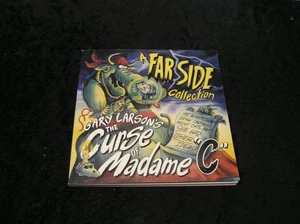 A
FAR SIDE
Collection
GARY LARSON'S
THE
Curse
OF
Madame
"C"